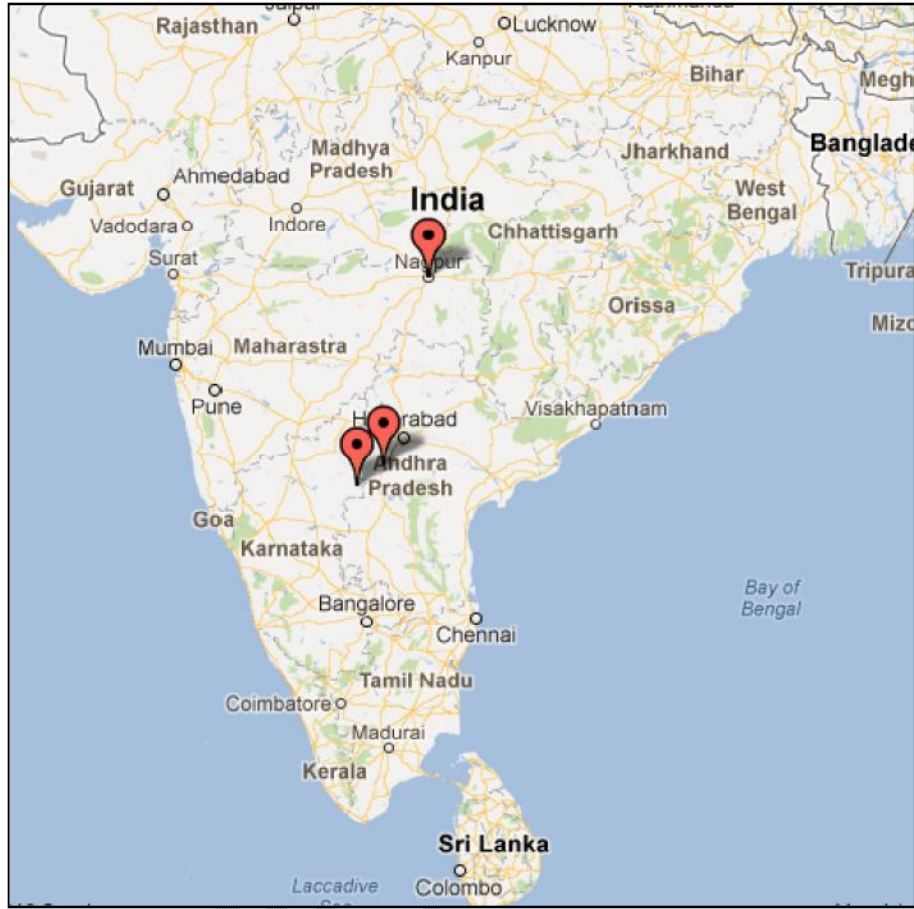 Rajasthan
Lucknow
Kanpur
Bihar
Megh
Madhya
Pradesh
Jharkhand
Banglade
Gujarat
Ahmedabad
India
West
Bengal
Vadodara
Indore
Chhattisgarh
Surat
Nagpur
Tripura
Orissa
Mizo
Mumbai
Maharastra
Pune
Visakhapatnam
Andhra
Pradesh
Goa
Karnataka
Bay of
Bengal
Bangalore
Chennai
Tamil Nadu
Coimbatore
Madurai
Kerala
Sri Lanka
Colombo
Laccadive